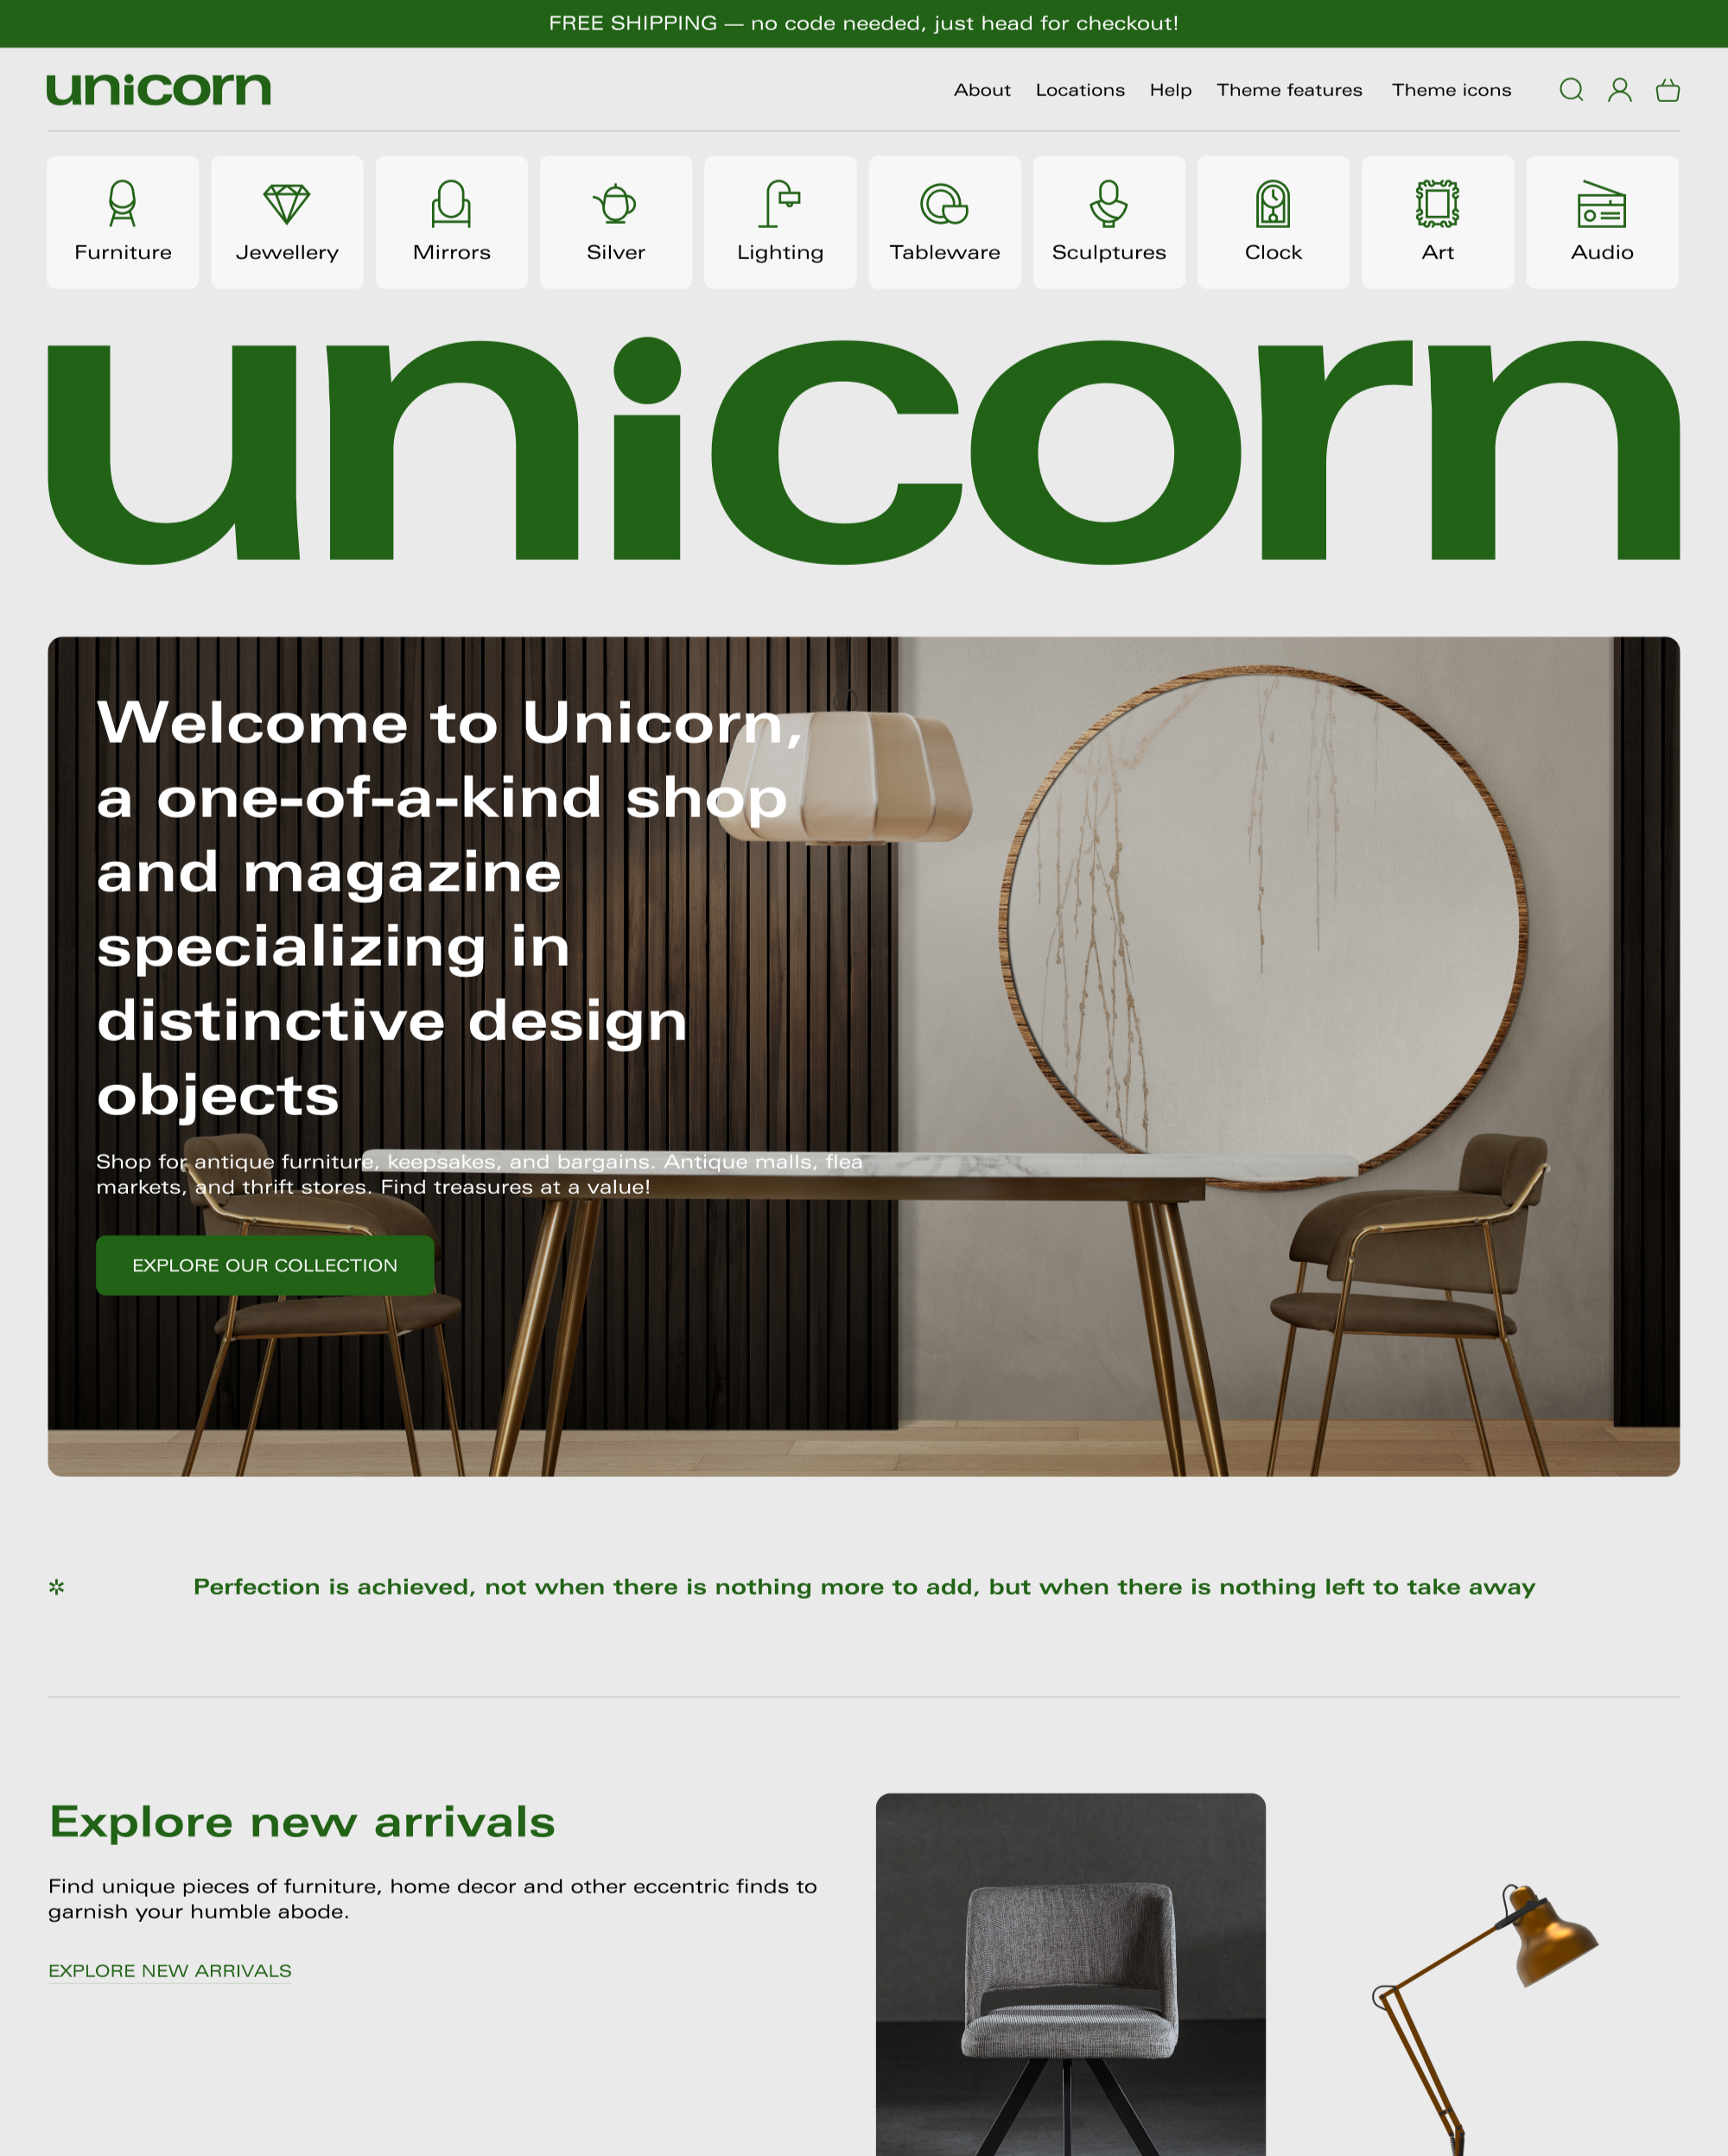 FREE SHIPPING — no code needed, just head for checkout!
unicorn
About Locations Help Theme features Theme icons
Furniture Jewellery Mirrors Silver Lighting Tableware Sculptures Clock Art Audio
unicorn
Welcome to Unicorn,
a one-of-a-kind shop
and magazine
specializing in
distinctive design
objects
Shop for antique furniture, keepsakes, and bargains. Antique malls, flea
markets, and thrift stores. Find treasures at a value!
EXPLORE OUR COLLECTION
✲ Perfection is achieved, not when there is nothing more to add, but when there is nothing left to take away
Explore new arrivals
Find unique pieces of furniture, home decor and other eccentric finds to
garnish your humble abode.
EXPLORE NEW ARRIVALS